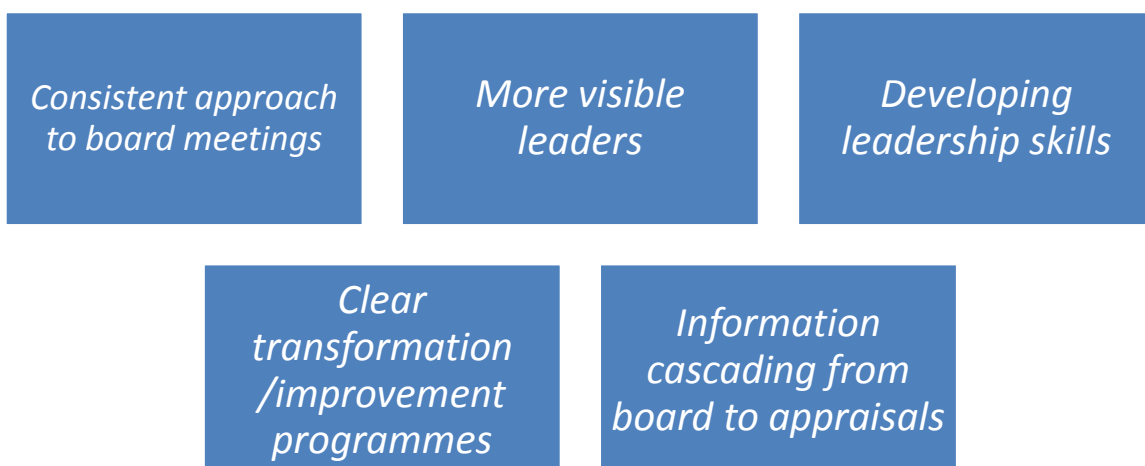 Consistent approach
to board meetings
More visible
leaders
Developing
leadership skills
Clear
transformation
/improvement
programmes
Information
cascading from
board to appraisals